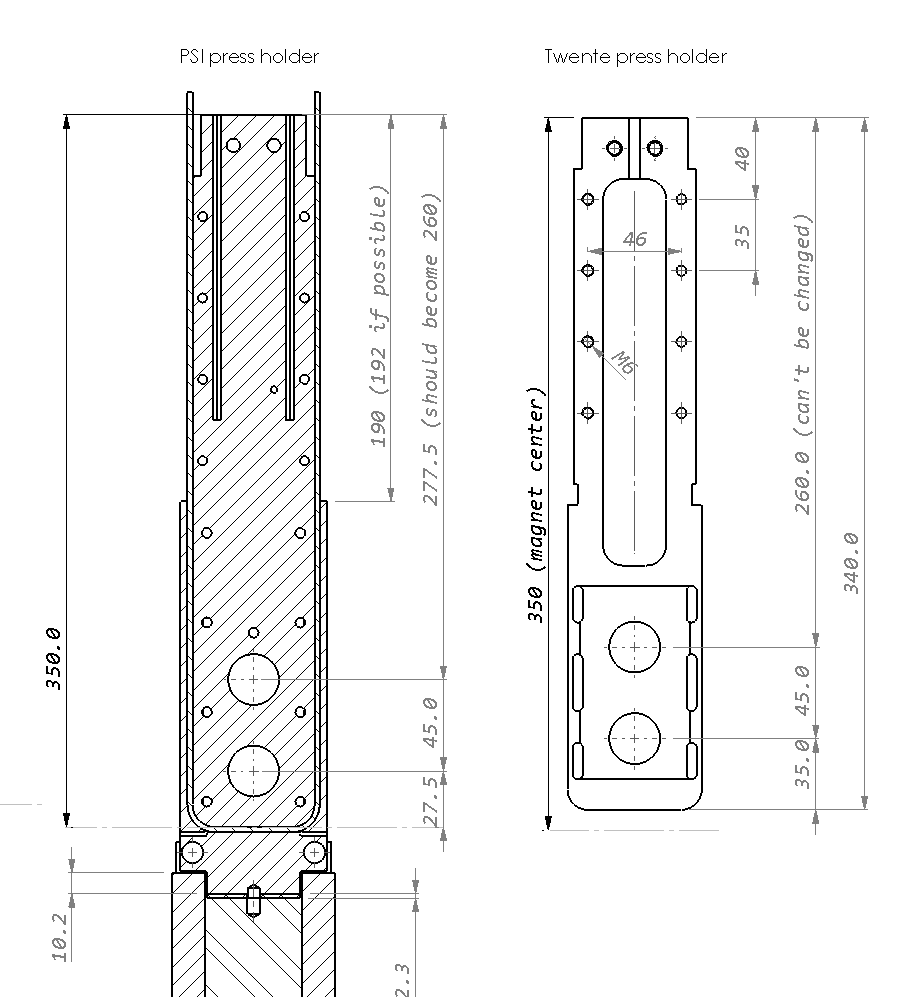 PSI press holder
Twente press holder
350.0
190 (192 if possible)
277.5 (should become 260)
45.0
27.5
10.2
2.3
350 (magnet center)
46
M6
40
35
260.0 (can't be changed)
340.0
45.0
35.0